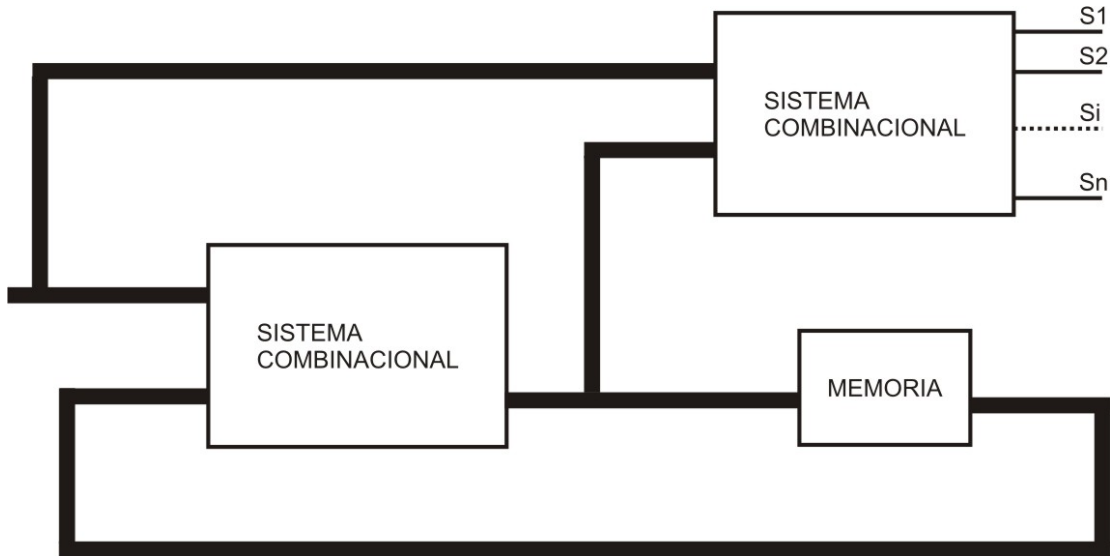 S1
S2
Si
Sn
SISTEMA
COMBINACIONAL
SISTEMA
COMBINACIONAL
MEMORIA